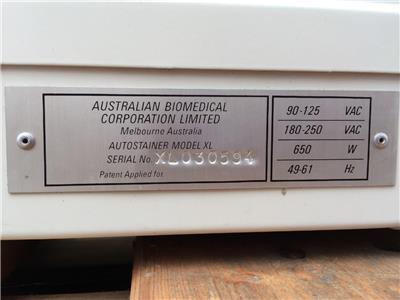 AUSTRALIAN BIOMEDICAL
CORPORATION LIMITED
Melbourne Australia
AUTOSTAINER MODEL XL
SERIAL No. XL030594
Patent Applied for
90-125 VAC
180-250 VAC
650 W
49-61 Hz